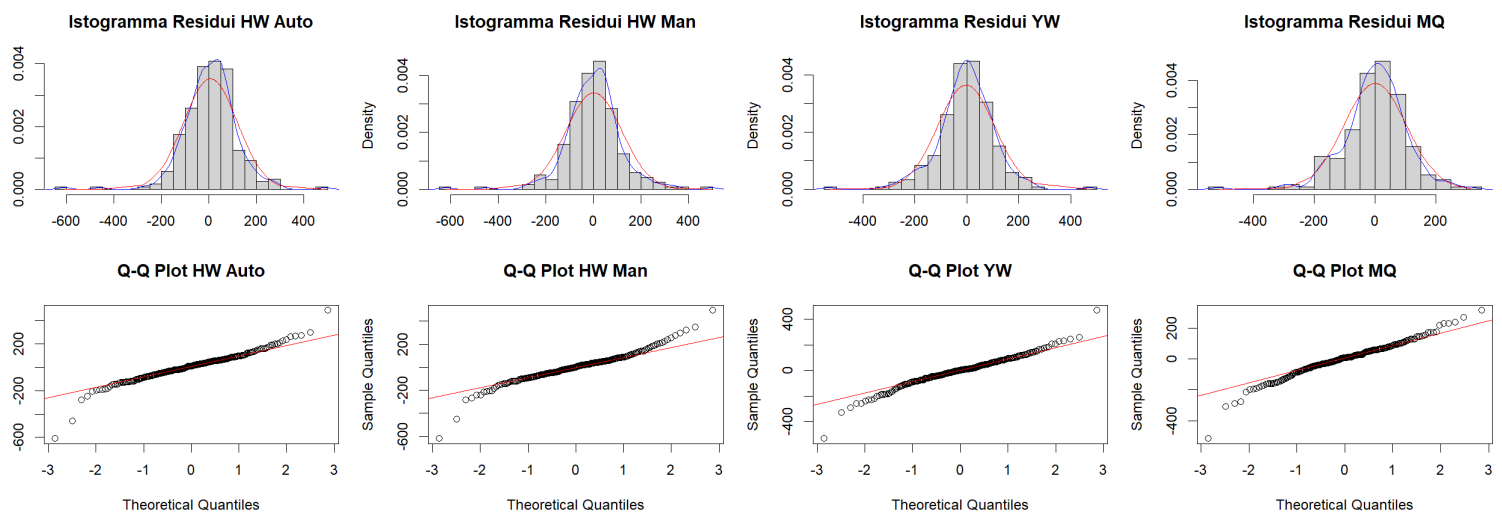 Istogramma Residui HW Auto
0.000 0.002 0.004
-600 -400 -200 0 200 400
Istogramma Residui HW Man
Density
0.000 0.002 0.004
-600 -400 -200 0 200 400
Istogramma Residui YW
Density
0.000 0.002 0.004
-400 -200 0 200 400
Istogramma Residui MQ
Density
0.000 0.002 0.004
-400 -200 0 200
Q-Q Plot HW Auto
-600 -200 200
-3 -2 -1 0 1 2 3
Theoretical Quantiles
Q-Q Plot HW Man
Sample Quantiles
-600 -200 200
-3 -2 -1 0 1 2 3
Theoretical Quantiles
Q-Q Plot YW
Sample Quantiles
-400 0 200 400
-3 -2 -1 0 1 2 3
Theoretical Quantiles
Q-Q Plot MQ
Sample Quantiles
-400 0 200
-3 -2 -1 0 1 2 3
Theoretical Quantiles